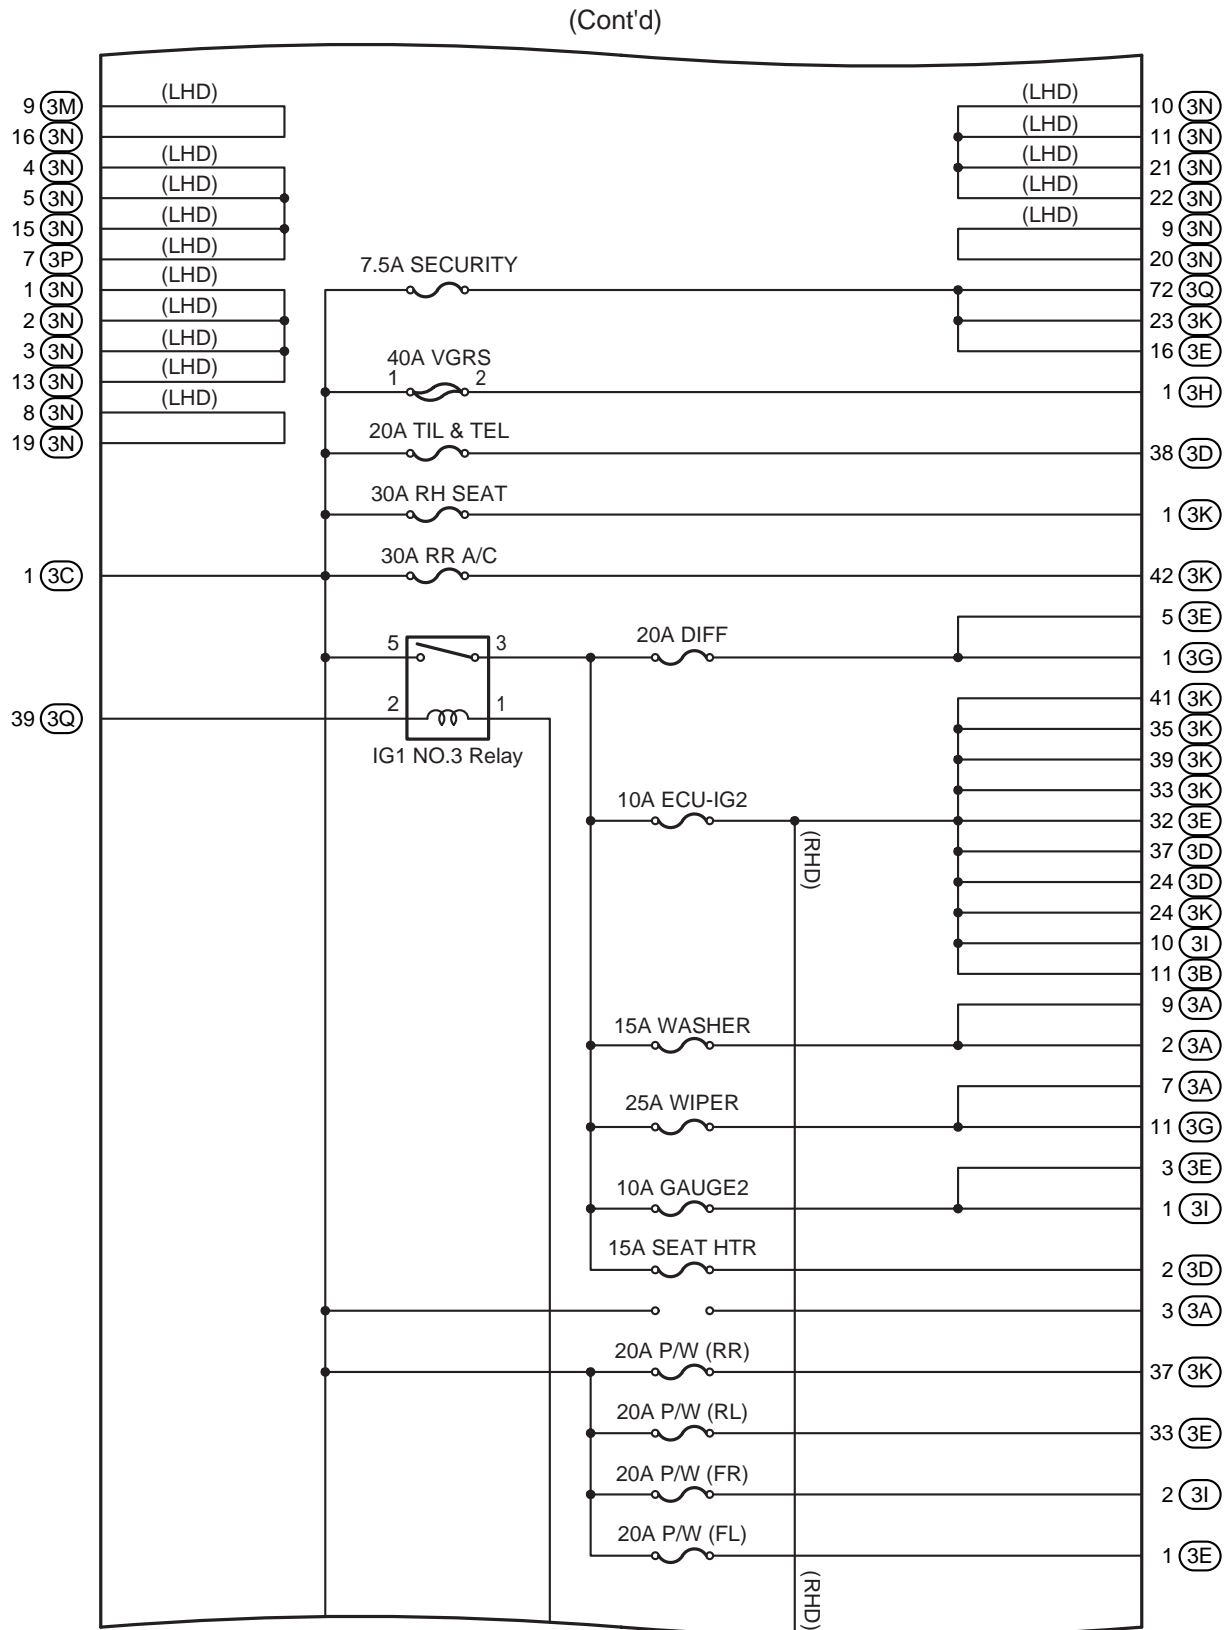 (Cont'd)
9 3M (LHD) (LHD) 10 3N
16 3N (LHD) 11 3N
4 3N (LHD) (LHD) 21 3N
5 3N (LHD) (LHD) 22 3N
15 3N (LHD) (LHD) 9 3N
7 3P (LHD) 20 3N
7.5A SECURITY
1 3N (LHD) 72 3Q
2 3N (LHD) 23 3K
3 3N (LHD) 16 3E
40A VGRS
13 3N (LHD) 1 2 1 3H
8 3N (LHD)
20A TIL & TEL
19 3N 38 3D
30A RH SEAT
1 3K
30A RR A/C
1 3C 42 3K
5 3E
20A DIFF
5 3 1 3G
41 3K
2 1
39 3Q 35 3K
IG1 NO.3 Relay
39 3K
33 3K
10A ECU-IG2
32 3E
(RHD)
37 3D
24 3D
24 3K
10 3I
11 3B
9 3A
15A WASHER
2 3A
7 3A
25A WIPER
11 3G
3 3E
10A GAUGE2
1 3I
15A SEAT HTR
2 3D
3 3A
20A P/W (RR)
37 3K
20A P/W (RL)
33 3E
20A P/W (FR)
2 3I
20A P/W (FL)
1 3E
(RHD)